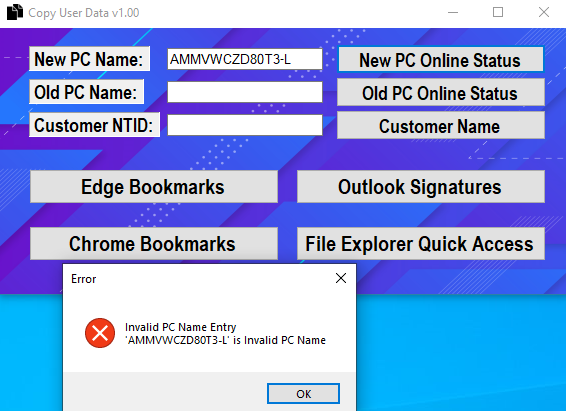 Copy User Data v1.00
New PC Name:
AMMVWCZD80T3-L
New PC Online Status
Old PC Name:
Old PC Online Status
Customer NTID:
Customer Name
Edge Bookmarks
Outlook Signatures
Chrome Bookmarks
File Explorer Quick Access
Error
Invalid PC Name Entry
'AMMVWCZD80T3-L' is Invalid PC Name
OK